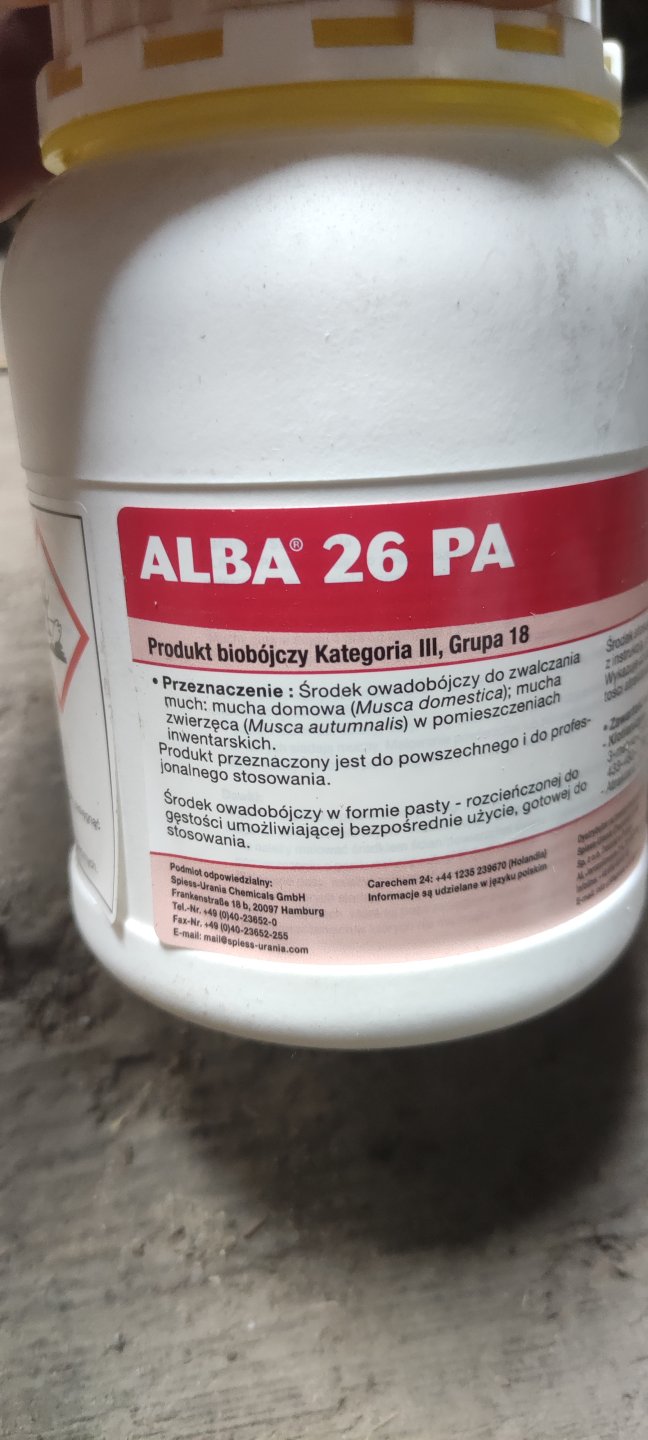 ALBA® 26 PA
Produkt biobójczy Kategoria III, Grupa 18
• Przeznaczenie : Środek owadobójczy do zwalczania
much: mucha domowa (Musca domestica); mucha
zwierzęca (Musca autumnalis) w pomieszczeniach
inwentarskich.
Produkt przeznaczony jest do powszechnego i do profes-
jonalnego stosowania.
Środek owadobójczy w formie pasty - rozcieńczonej do
gęstości umożliwiającej bezpośrednie użycie, gotowej do
stosowania.
Podmiot odpowiedzialny:
Spiess-Urania Chemicals GmbH
Frankenstraße 18 b, 20097 Hamburg
Tel.-Nr. +49 (0)40-23652-0
Fax-Nr. +49 (0)40-23652-255
E-mail: mail@spiess-urania.com
Carechem 24: +44 1235 239670 (Holandia)
Informacje są udzielane w języku polskim